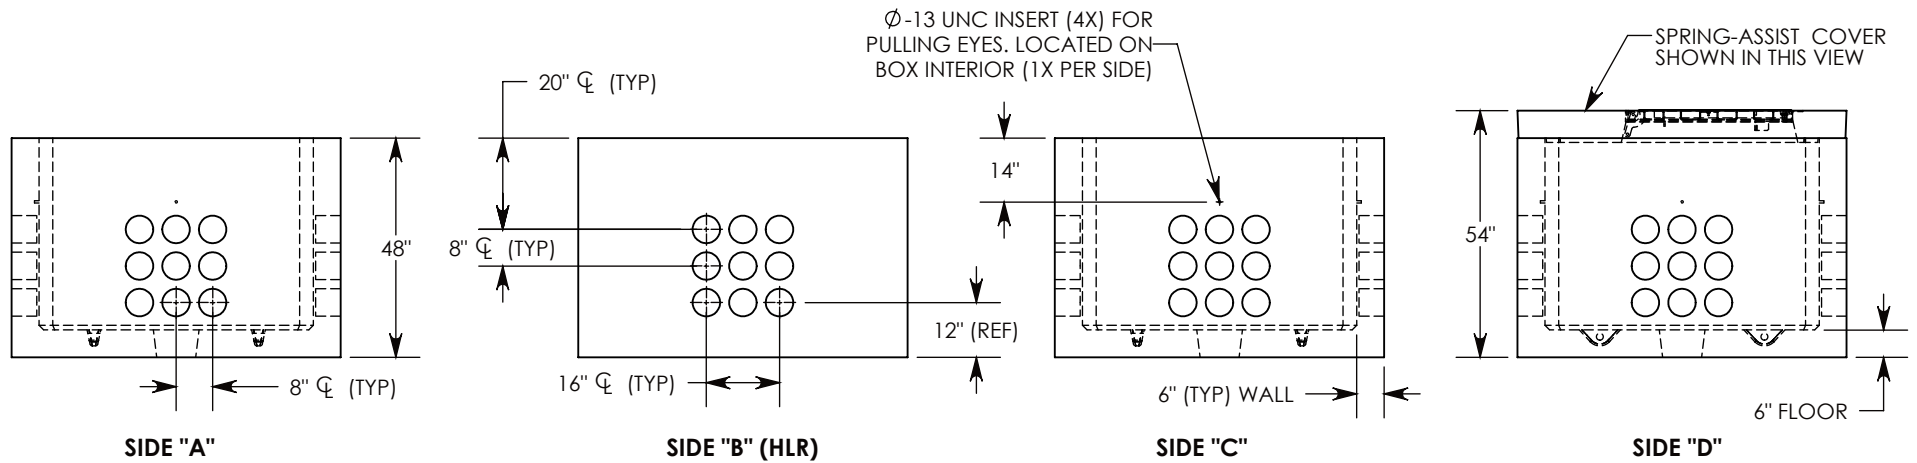 Ø-13 UNC INSERT (4X) FOR
PULLING EYES. LOCATED ON
BOX INTERIOR (1X PER SIDE)
SPRING-ASSIST COVER
SHOWN IN THIS VIEW
20" ℄ (TYP)
14"
48"
8" ℄ (TYP)
54"
12" (REF)
8" ℄ (TYP)
16" ℄ (TYP)
6" (TYP) WALL
6" FLOOR
SIDE "A"
SIDE "B" (HLR)
SIDE "C"
SIDE "D"